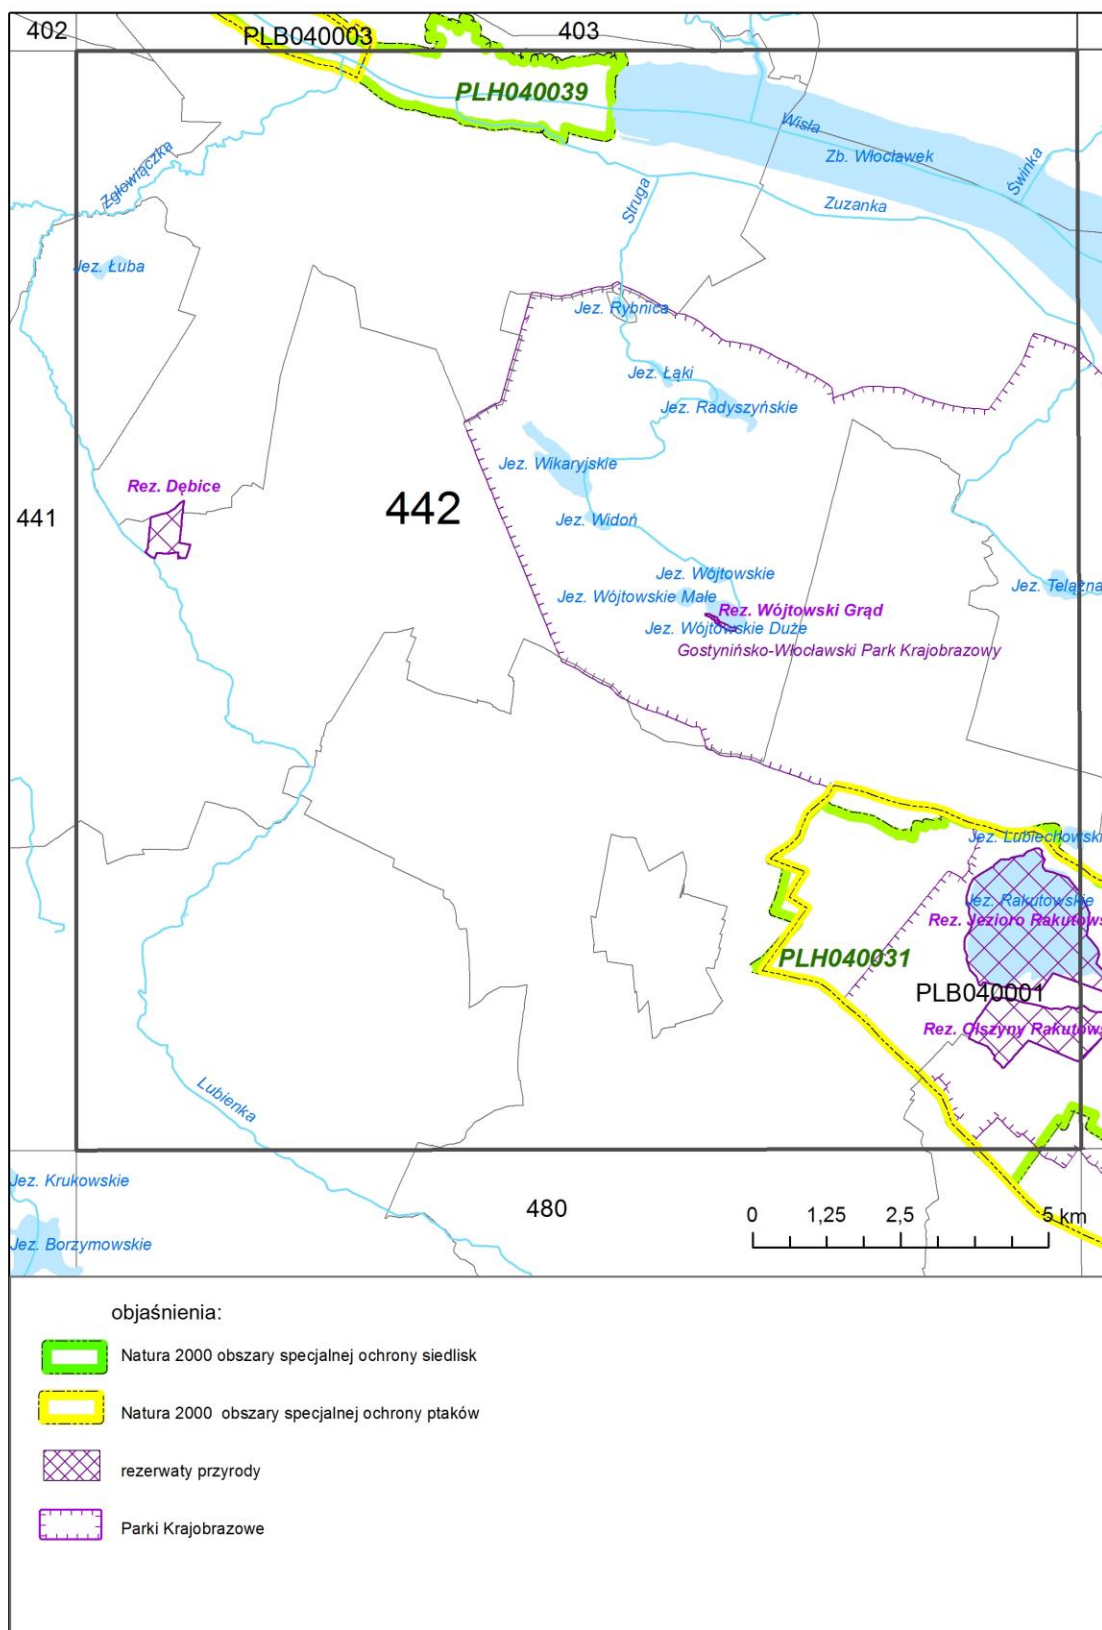 402
PLB040003
403
PLH040039
Wisła
Zb. Włocławek
Świnka
Zgłowiączka
Struga
Zuzanka
Jez. Łuba
Jez. Rybnica
Jez. Łąki
Jez. Radyszyńskie
Jez. Wikaryjskie
Rez. Dębice
442
441
Jez. Widoń
Jez. Wójtowskie
Jez. Telążna
Jez. Wójtowskie Małe
Rez. Wójtowski Grąd
Jez. Wójtowskie Duże
Gostynińsko-Włocławski Park Krajobrazowy
Jez. Lubiechowski
Jez. Rakutowskie
Rez. Jezioro Rakutows
PLH040031
PLB040001
Rez. Olszyny Rakutows
Lubienka
Jez. Krukowskie
480
0 1,25 2,5 5 km
Jez. Borzymowskie
objaśnienia:
Natura 2000 obszary specjalnej ochrony siedlisk
Natura 2000 obszary specjalnej ochrony ptaków
rezerwaty przyrody
Parki Krajobrazowe